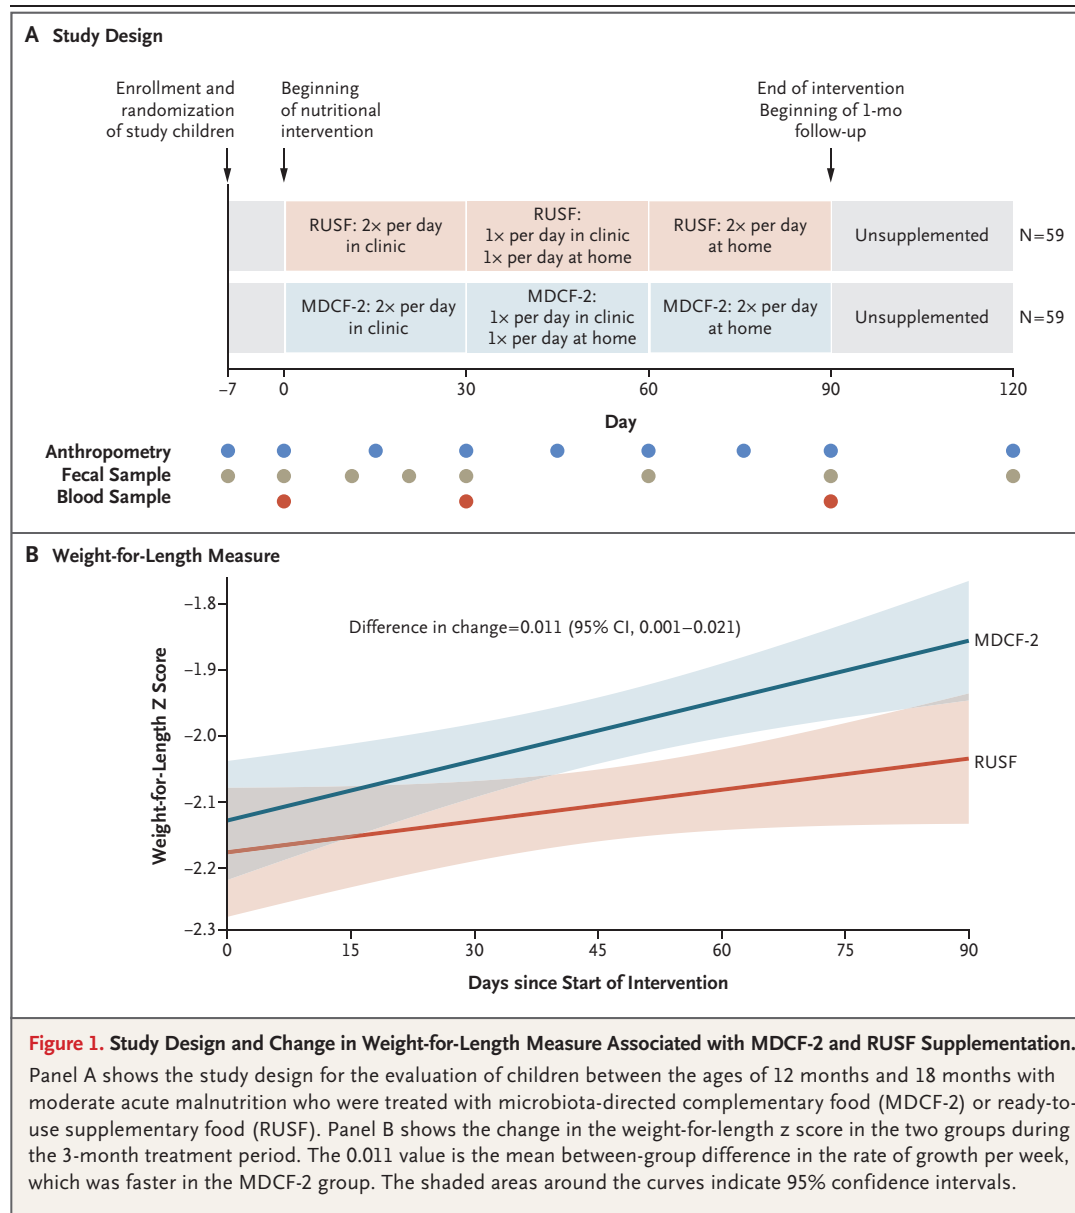 A Study Design
Enrollment and
randomization
of study children
Beginning
of nutritional
intervention
End of intervention
Beginning of 1-mo
follow-up
RUSF: 2× per day
in clinic
RUSF:
1× per day in clinic
1× per day at home
RUSF: 2× per day
at home
Unsupplemented
N=59
MDCF-2: 2× per day
in clinic
MDCF-2:
1× per day in clinic
1× per day at home
MDCF-2: 2× per day
at home
Unsupplemented
N=59
−7 0 30 60 90 120
Day
Anthropometry
Fecal Sample
Blood Sample
B Weight-for-Length Measure
Weight-for-Length Z Score
−1.8
−1.9
−2.0
−2.1
−2.2
−2.3
Difference in change=0.011 (95% CI, 0.001–0.021)
MDCF-2
RUSF
0 15 30 45 60 75 90
Days since Start of Intervention
Figure 1. Study Design and Change in Weight-for-Length Measure Associated with MDCF-2 and RUSF Supplementation.
Panel A shows the study design for the evaluation of children between the ages of 12 months and 18 months with
moderate acute malnutrition who were treated with microbiota-directed complementary food (MDCF-2) or ready-to-
use supplementary food (RUSF). Panel B shows the change in the weight-for-length z score in the two groups during
the 3-month treatment period. The 0.011 value is the mean between-group difference in the rate of growth per week,
which was faster in the MDCF-2 group. The shaded areas around the curves indicate 95% confidence intervals.